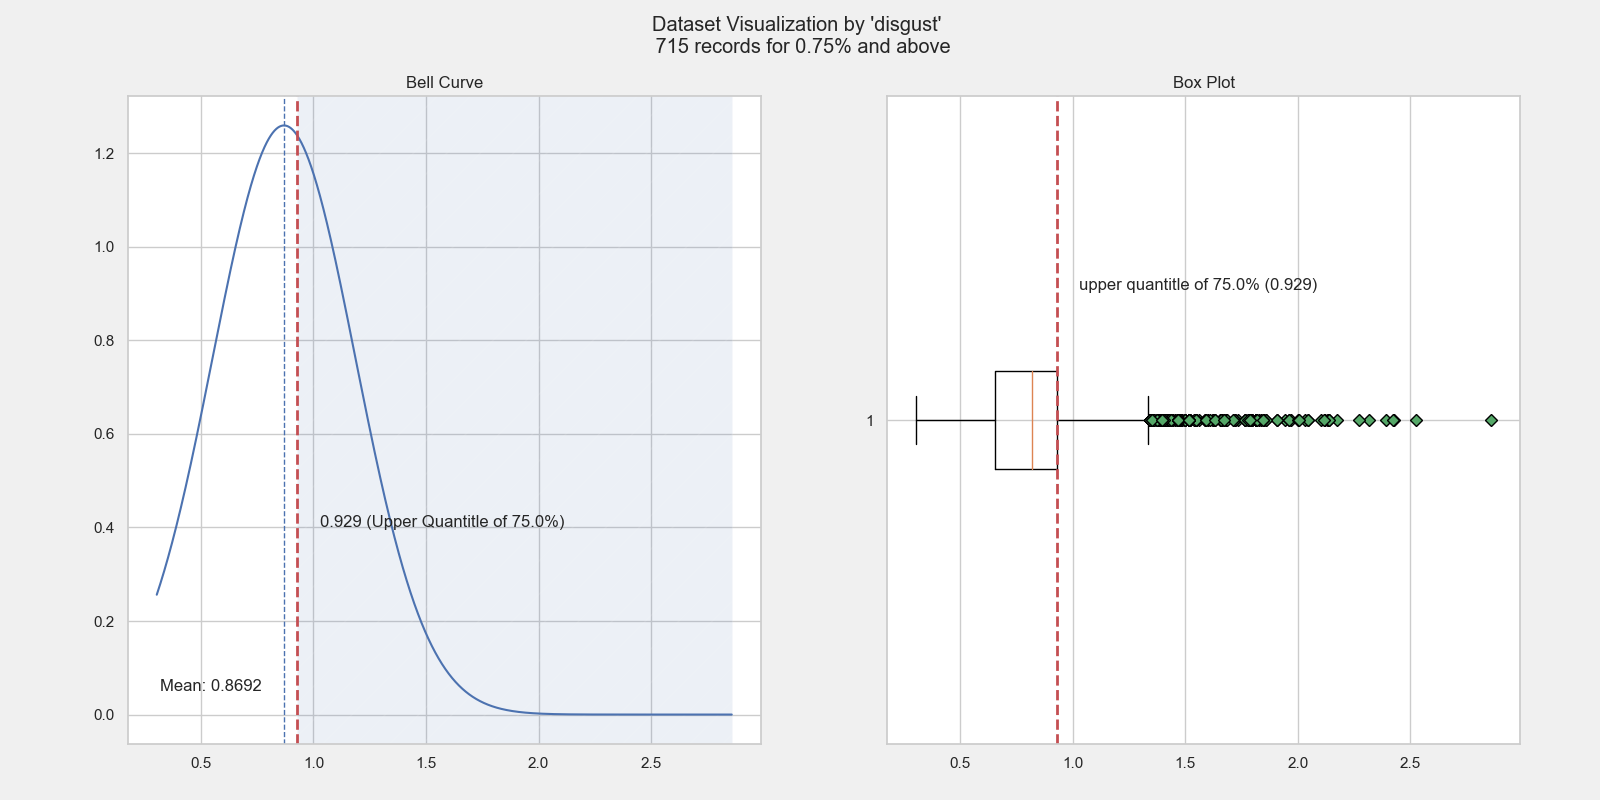 Dataset Visualization by 'disgust'
715 records for 0.75% and above
Bell Curve
1.2
1.0
0.8
0.6
0.4
0.2
0.0
0.929 (Upper Quantitle of 75.0%)
Mean: 0.8692
0.5 1.0 1.5 2.0 2.5
Box Plot
upper quantitle of 75.0% (0.929)
1
0.5 1.0 1.5 2.0 2.5